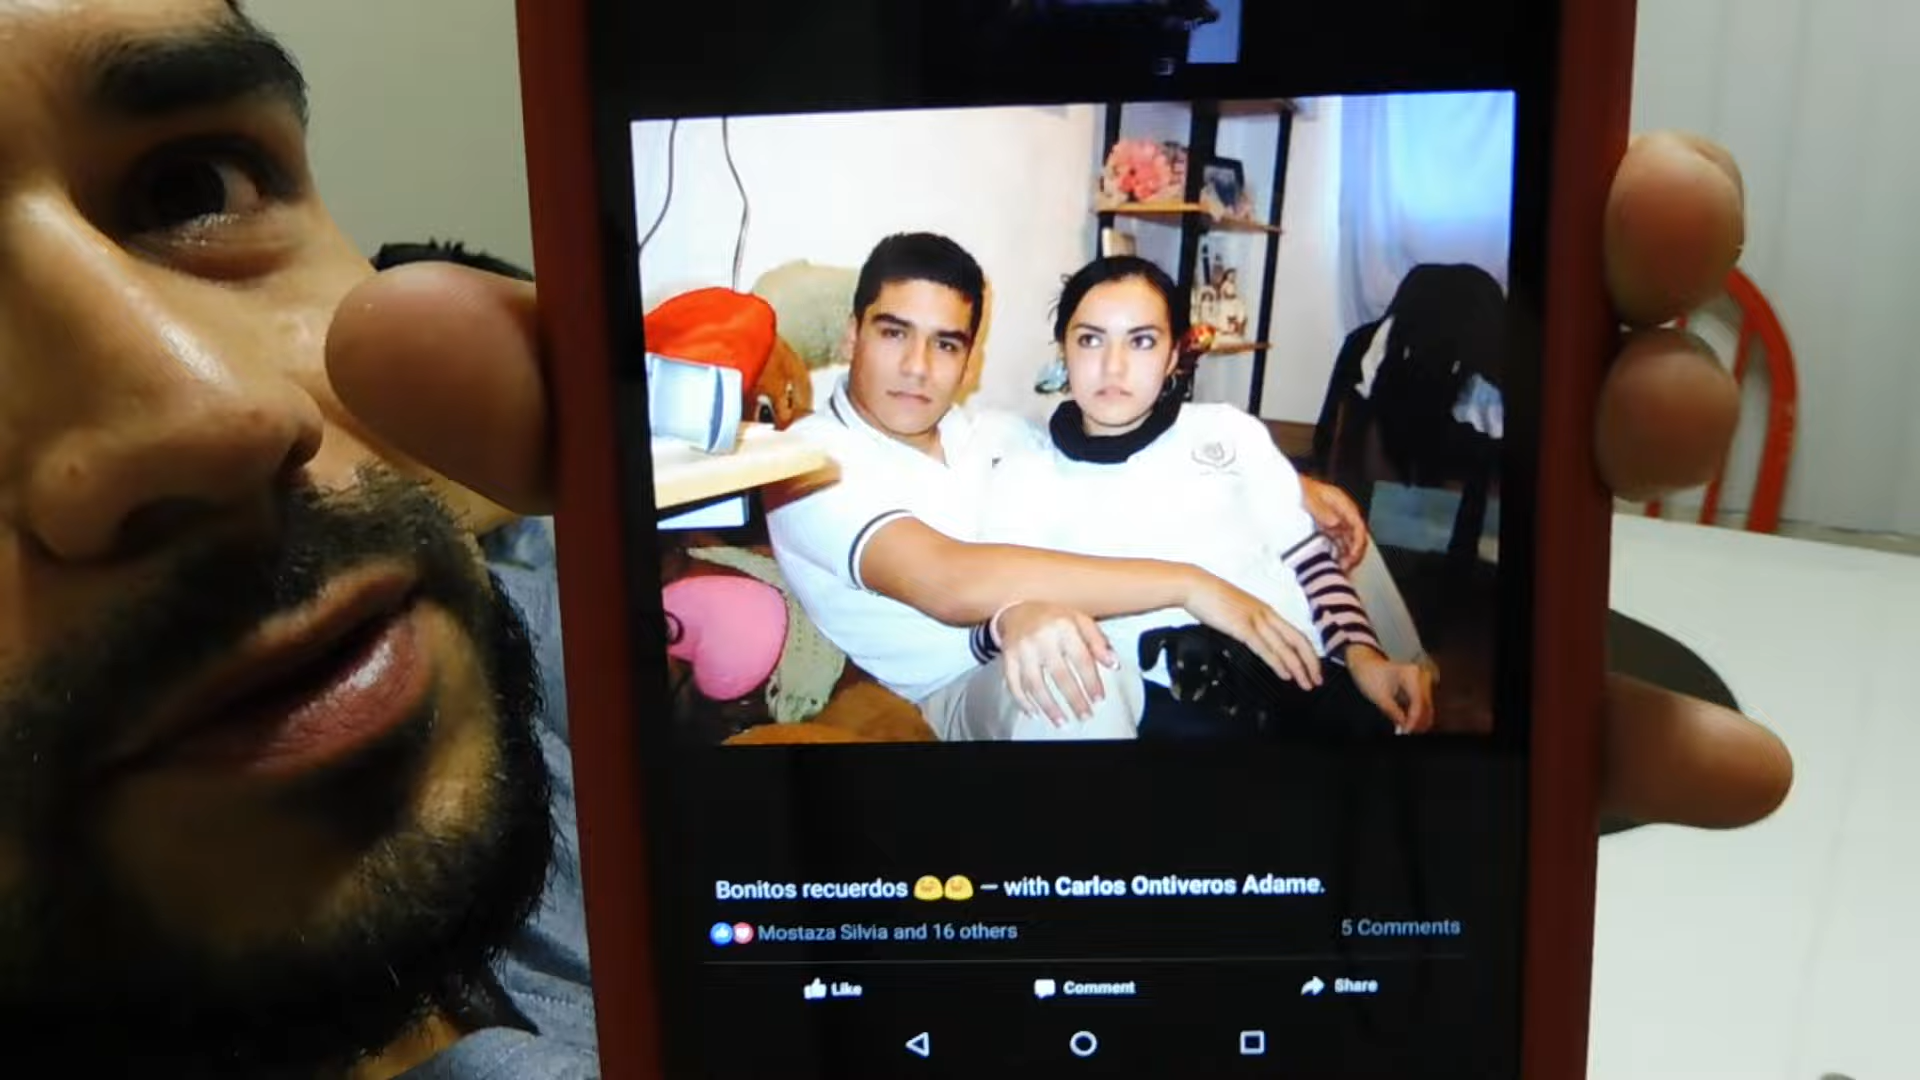 Bonitos recuerdos 😄😄 — with Carlos Ontiveros Adame.
Mostaza Silvia and 16 others 5 Comments
Like Comment Share